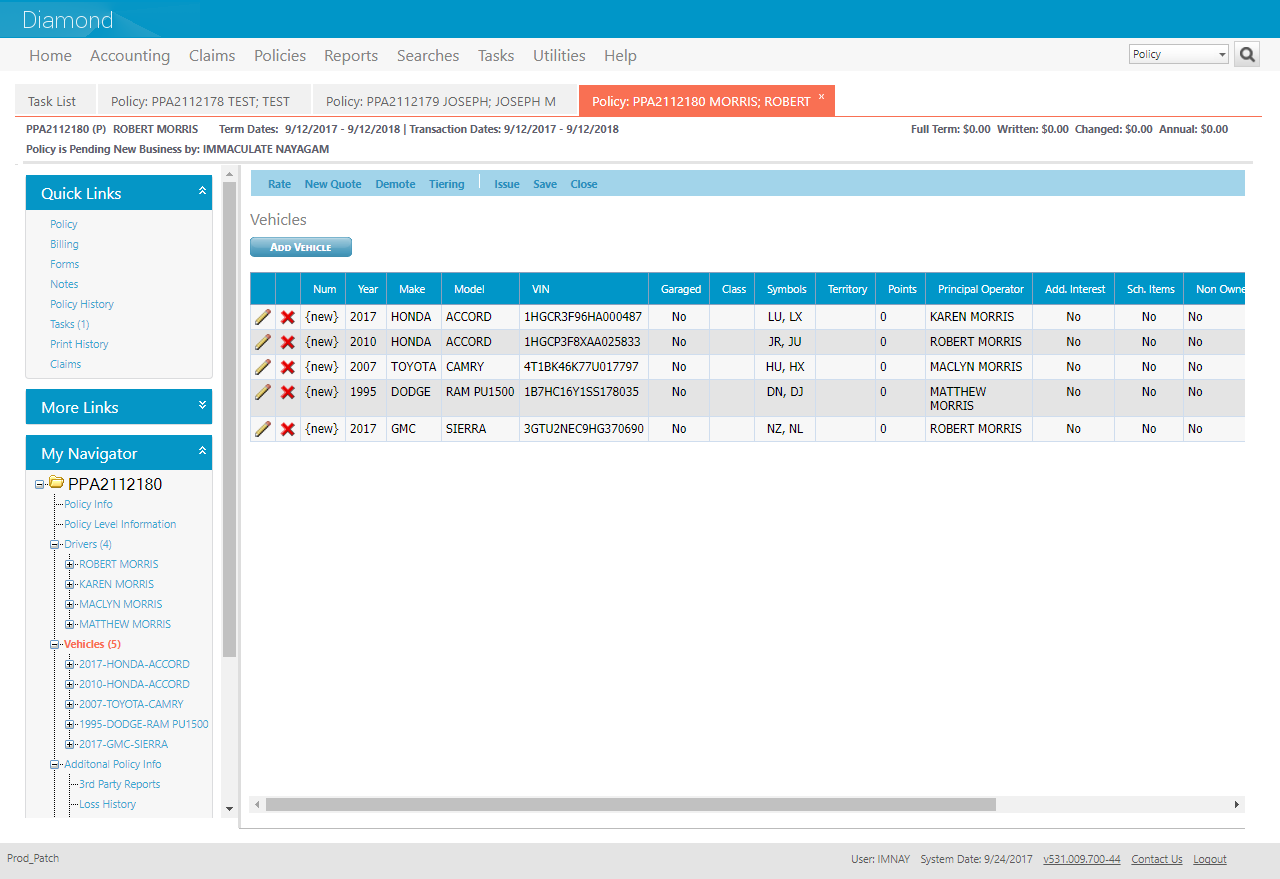 Diamond
Home Accounting Claims Policies Reports Searches Tasks Utilities Help Policy
Task List Policy: PPA2112178 TEST; TEST Policy: PPA2112179 JOSEPH; JOSEPH M Policy: PPA2112180 MORRIS; ROBERT x
PPA2112180 (P) ROBERT MORRIS Term Dates: 9/12/2017 - 9/12/2018 | Transaction Dates: 9/12/2017 - 9/12/2018 Full Term: $0.00 Written: $0.00 Changed: $0.00 Annual: $0.00
Policy is Pending New Business by: IMMACULATE NAYAGAM
Quick Links
Policy
Billing
Forms
Notes
Policy History
Tasks (1)
Print History
Claims
More Links
My Navigator
PPA2112180
Policy Info
Policy Level Information
Drivers (4)
ROBERT MORRIS
KAREN MORRIS
MACLYN MORRIS
MATTHEW MORRIS
Vehicles (5)
2017-HONDA-ACCORD
2010-HONDA-ACCORD
2007-TOYOTA-CAMRY
1995-DODGE-RAM PU1500
2017-GMC-SIERRA
Additonal Policy Info
3rd Party Reports
Loss History
Rate New Quote Demote Tiering Issue Save Close
Vehicles
ADD VEHICLE
Num Year Make Model VIN Garaged Class Symbols Territory Points Principal Operator Add. Interest Sch. Items Non Owne
{new} 2017 HONDA ACCORD 1HGCR3F96HA000487 No LU, LX 0 KAREN MORRIS No No No
{new} 2010 HONDA ACCORD 1HGCP3F8XAA025833 No JR, JU 0 ROBERT MORRIS No No No
{new} 2007 TOYOTA CAMRY 4T1BK46K77U017797 No HU, HX 0 MACLYN MORRIS No No No
{new} 1995 DODGE RAM PU1500 1B7HC16Y1SS178035 No DN, DJ 0 MATTHEW MORRIS No No No
{new} 2017 GMC SIERRA 3GTU2NEC9HG370690 No NZ, NL 0 ROBERT MORRIS No No No
Prod_Patch User: IMNAY System Date: 9/24/2017 v531.009.700-44 Contact Us Logout